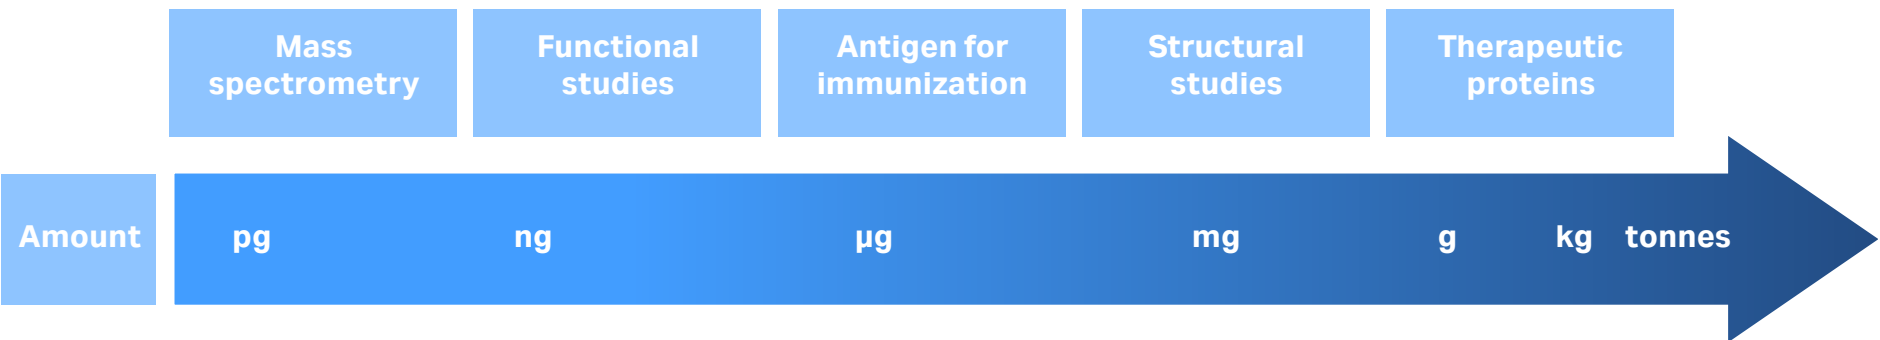 Mass
spectrometry
Functional
studies
Antigen for
immunization
Structural
studies
Therapeutic
proteins
Amount
pg
ng
µg
mg
g
kg
tonnes